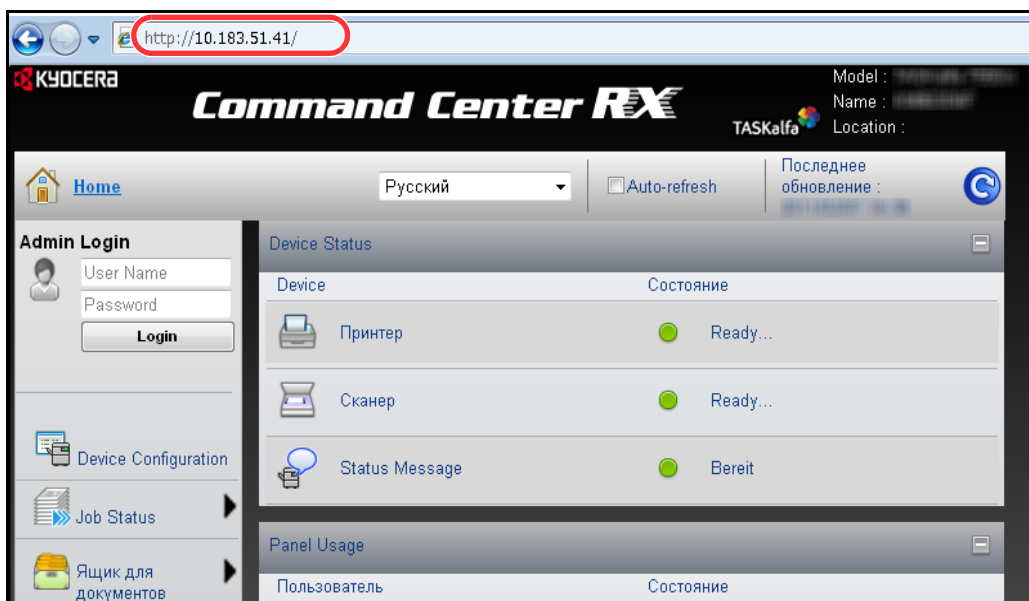 http://10.183.51.41/
KYOCERA
Command Center RX
TASKalfa
Model :
Name :
Location :
Home
Русский
Auto-refresh
Последнее
обновление :
Admin Login
User Name
Password
Login
Device Configuration
Job Status
Ящик для
документов
Device Status
Device Состояние
Принтер Ready...
Сканер Ready...
Status Message Bereit
Panel Usage
Пользователь Состояние